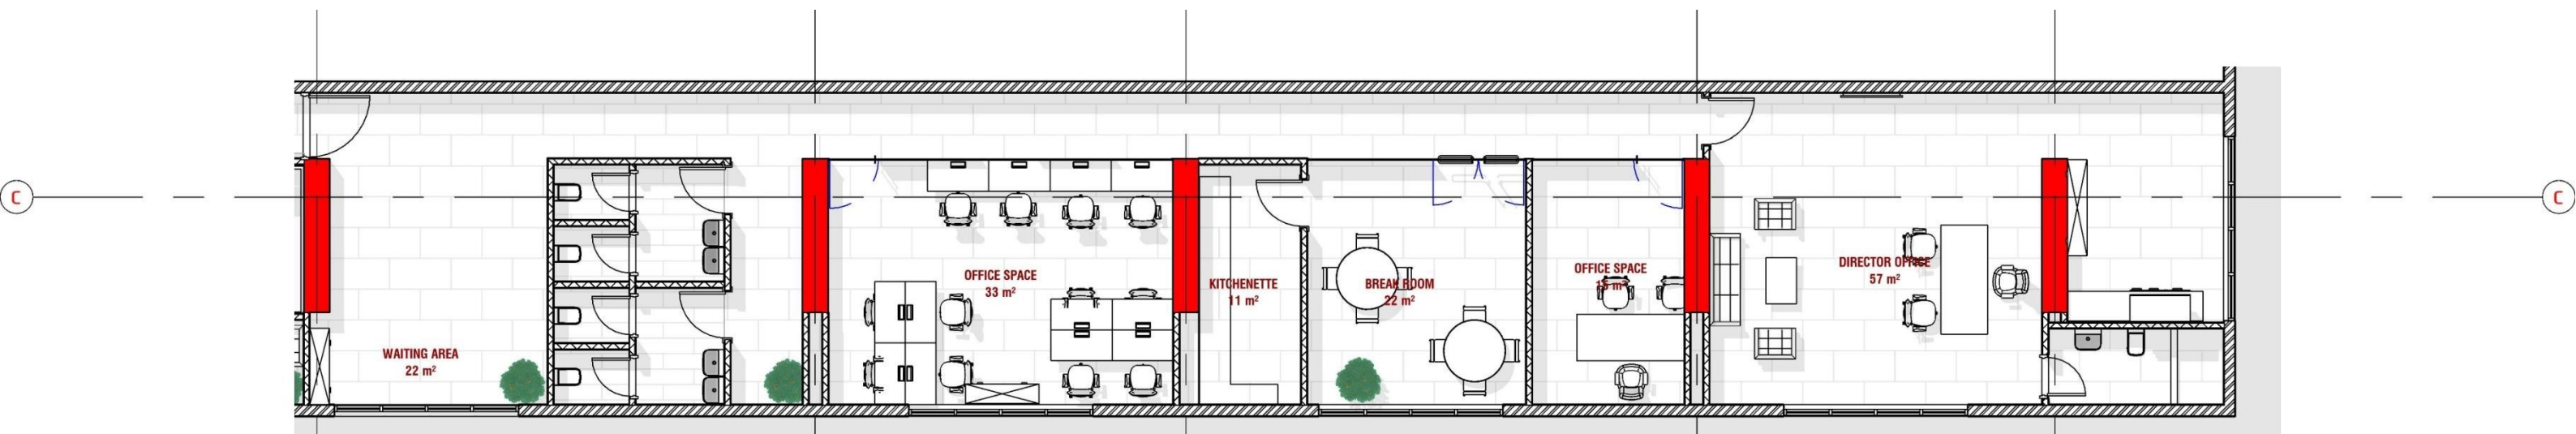 C
WAITING AREA
22 m²
OFFICE SPACE
33 m²
KITCHENETTE
11 m²
BREAK ROOM
22 m²
OFFICE SPACE
m²
DIRECTOR OFFICE
57 m²
C